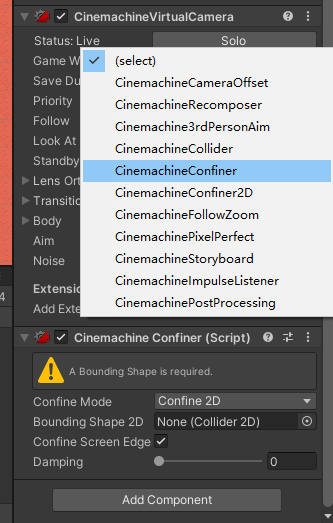 CinemachineVirtualCamera
Status: Live Solo
Game W
(select)
Save Du
CinemachineCameraOffset
Priority
CinemachineRecomposer
Follow
Cinemachine3rdPersonAim
Look At
CinemachineCollider
Standby
CinemachineConfiner
Lens Ort
CinemachineConfiner2D
Transitio
CinemachineFollowZoom
Body
CinemachinePixelPerfect
Aim
CinemachineStoryboard
Noise
CinemachineImpulseListener
Extensio
CinemachinePostProcessing
Add Exte
4
Cinemachine Confiner (Script)
A Bounding Shape is required.
Confine Mode Confine 2D
Bounding Shape 2D None (Collider 2D)
Confine Screen Edge
Damping 0
Add Component